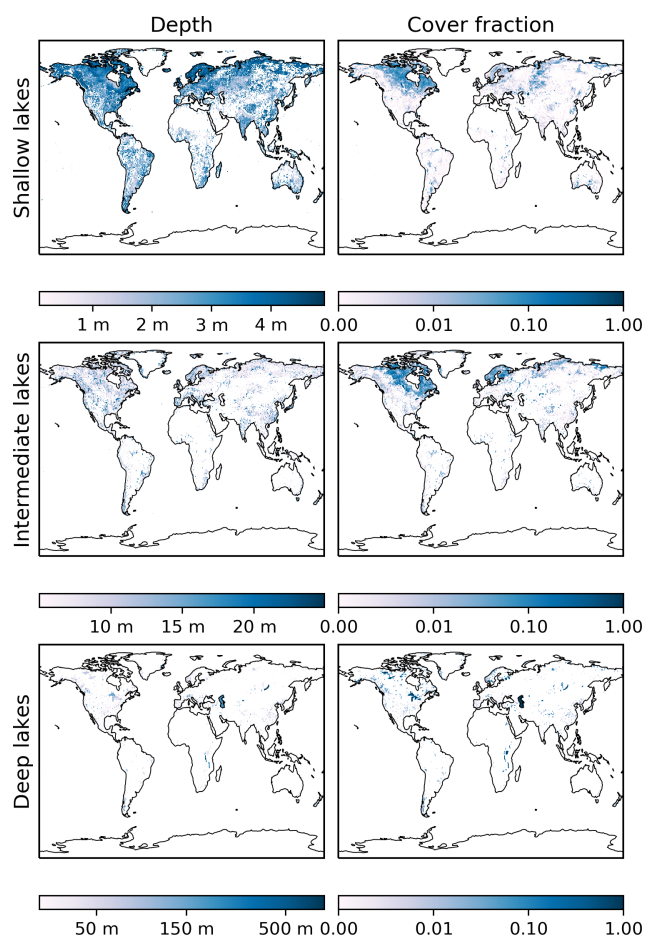 Depth Cover fraction
Shallow lakes
1 m 2 m 3 m 4 m 0.00 0.01 0.10 1.00
Intermediate lakes
10 m 15 m 20 m 0.00 0.01 0.10 1.00
Deep lakes
50 m 150 m 500 m 0.00 0.01 0.10 1.00